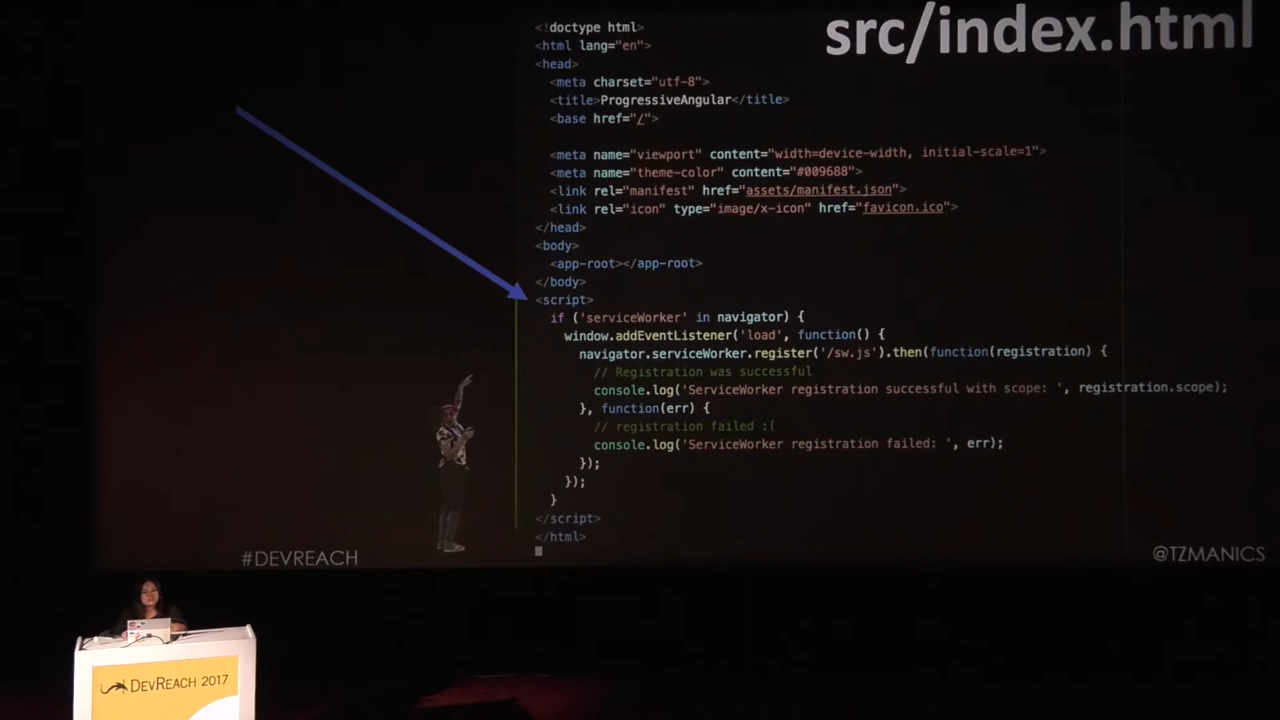 src/index.html
<!doctype html>
<html lang="en">
<head>
  <meta charset="utf-8">
  <title>ProgressiveAngular</title>
  <base href="/">

  <meta name="viewport" content="width=device-width, initial-scale=1">
  <meta name="theme-color" content="#009688">
  <link rel="manifest" href="assets/manifest.json">
  <link rel="icon" type="image/x-icon" href="favicon.ico">
</head>
<body>
  <app-root></app-root>
</body>
<script>
  if ('serviceWorker' in navigator) {
    window.addEventListener('load', function() {
      navigator.serviceWorker.register('/sw.js').then(function(registration) {
        // Registration was successful
        console.log('ServiceWorker registration successful with scope: ', registration.scope);
      }, function(err) {
        // registration failed :(
        console.log('ServiceWorker registration failed: ', err);
      });
    });
  }
</script>
</html>
#DEVREACH
@TZMANICS
DEVREACH 2017